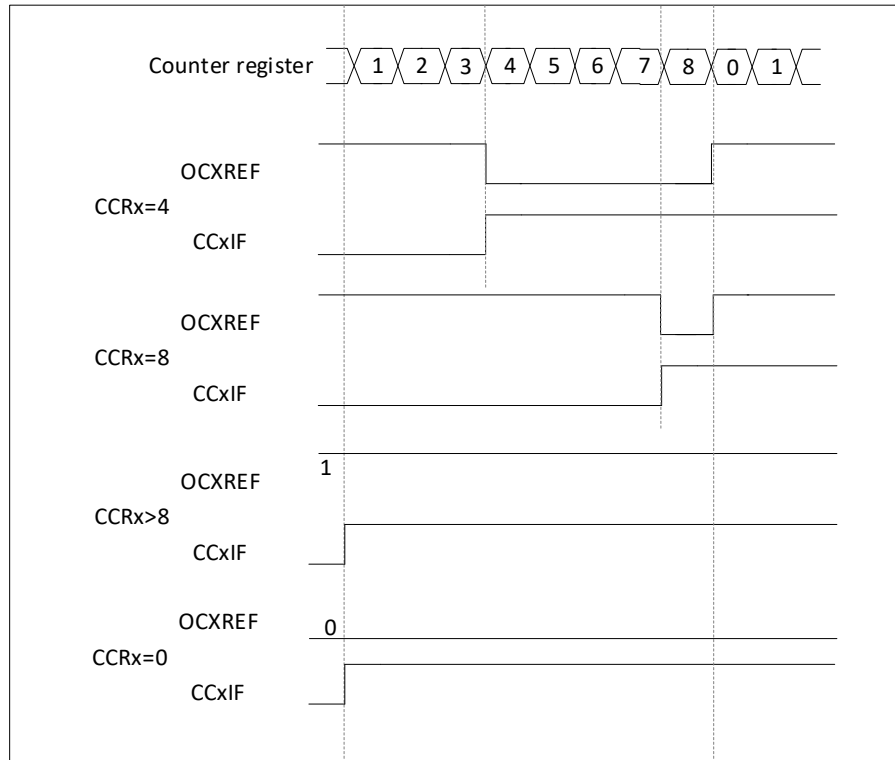 Counter register 1 2 3 4 5 6 7 8 0 1
OCXREF
CCRx=4
CCxIF
OCXREF
CCRx=8
CCxIF
1
OCXREF
CCRx>8
CCxIF
OCXREF 0
CCRx=0
CCxIF